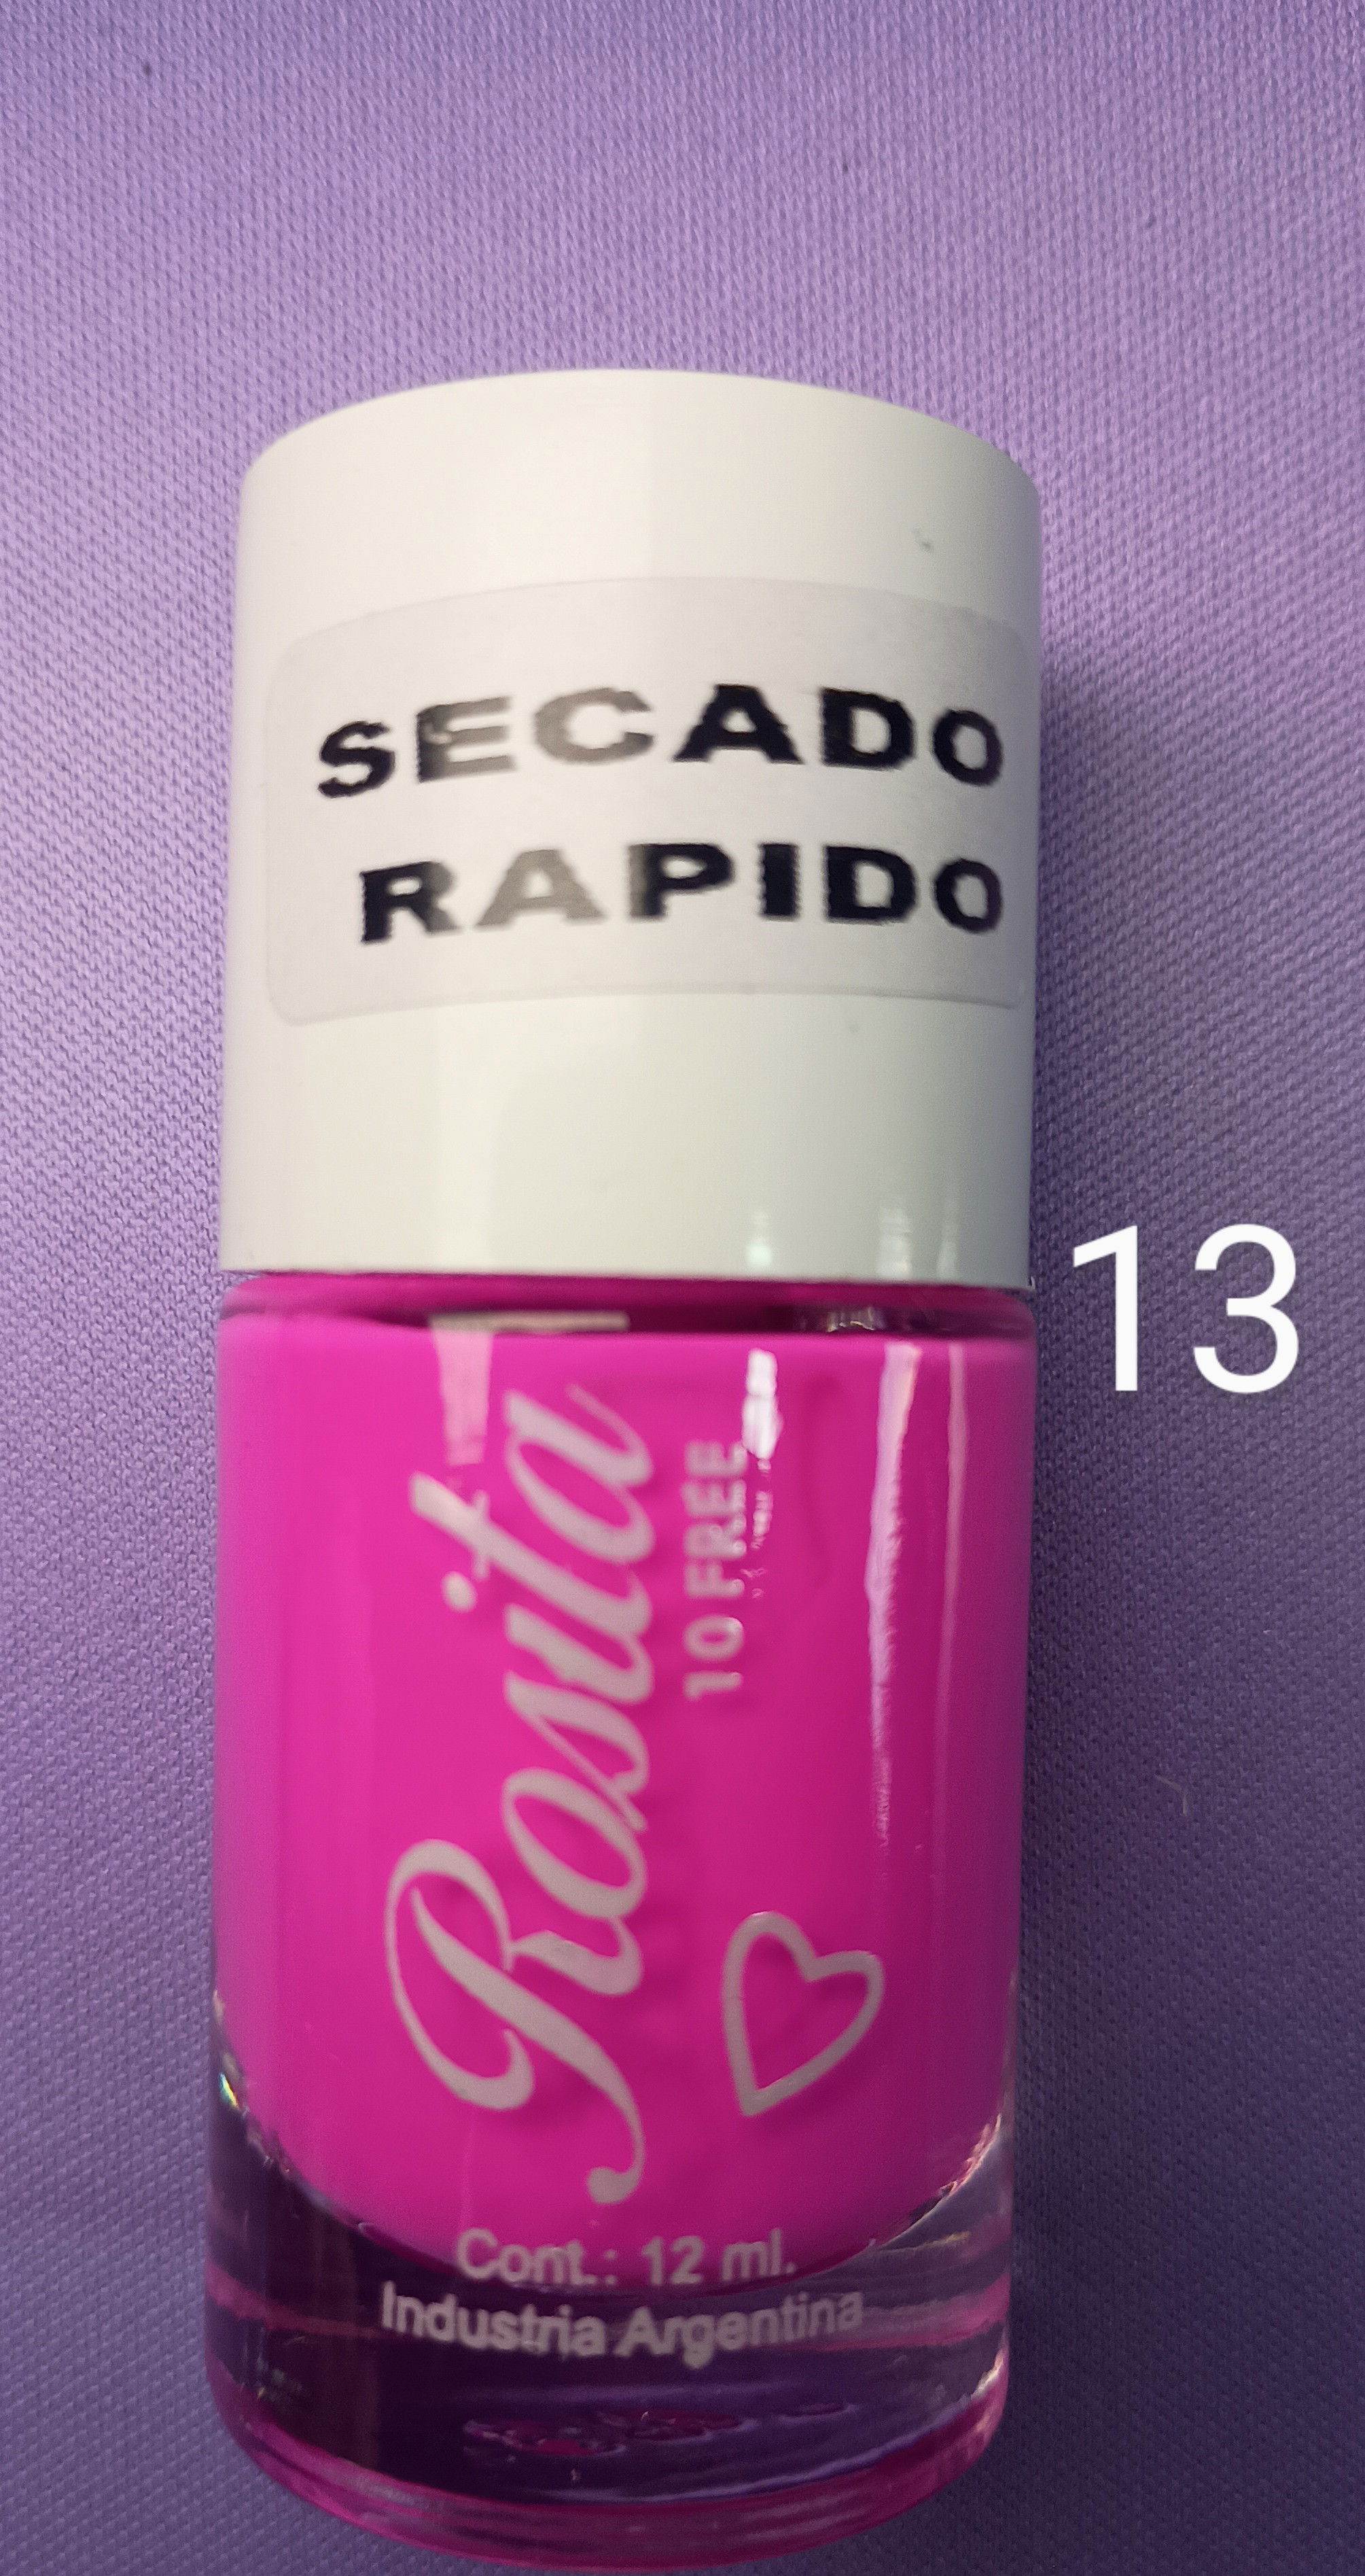 SECADO
RAPIDO
13
Rosita
10 FREE
Cont.: 12 ml.
Industria Argentina